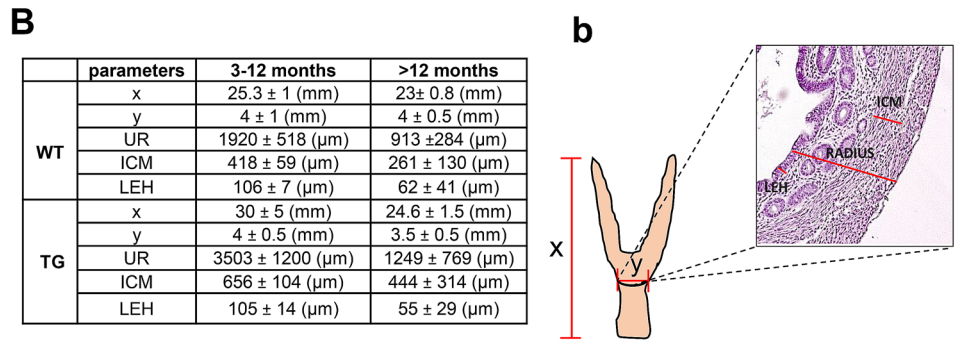 B
parameters 3-12 months >12 months
WT
x 25.3 ± 1 (mm) 23± 0.8 (mm)
y 4 ± 1 (mm) 4 ± 0.5 (mm)
UR 1920 ± 518 (µm) 913 ±284 (µm)
ICM 418 ± 59 (µm) 261 ± 130 (µm)
LEH 106 ± 7 (µm) 62 ± 41 (µm)
TG
x 30 ± 5 (mm) 24.6 ± 1.5 (mm)
y 4 ± 0.5 (mm) 3.5 ± 0.5 (mm)
UR 3503 ± 1200 (µm) 1249 ± 769 (µm)
ICM 656 ± 104 (µm) 444 ± 314 (µm)
LEH 105 ± 14 (µm) 55 ± 29 (µm)
b
X
y
ICM
RADIUS
LEH